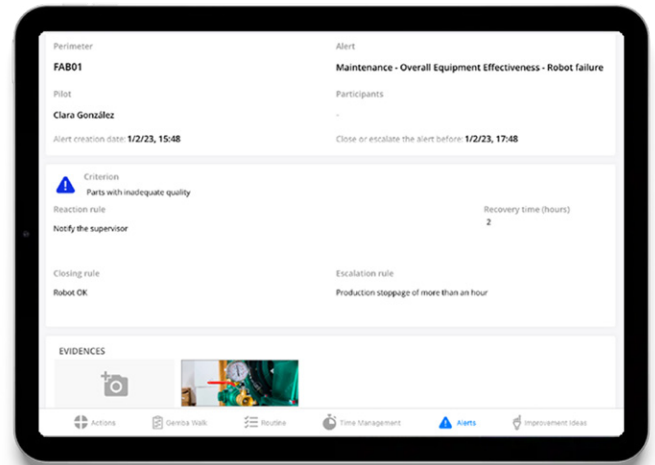 Perimeter
Alert
FAB01
Maintenance - Overall Equipment Effectiveness - Robot failure
Pilot
Participants
Clara González
-
Alert creation date: 1/2/23, 15:48
Close or escalate the alert before: 1/2/23, 17:48
Criterion
Parts with inadequate quality
Reaction rule
Recovery time (hours)
2
Notify the supervisor
Closing rule
Escalation rule
Robot OK
Production stoppage of more than an hour
EVIDENCES
Actions
Gemba Walk
Routine
Time Management
Alerts
Improvement Ideas